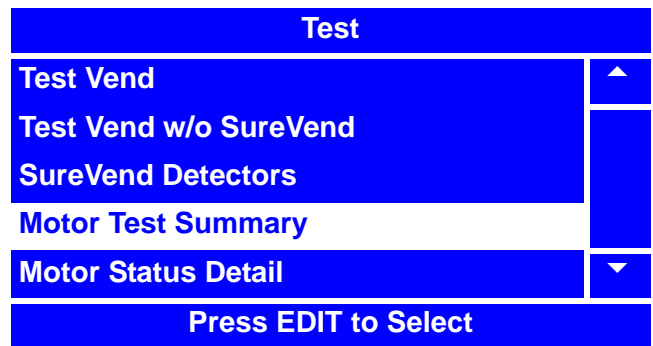 Test
Test Vend
Test Vend w/o SureVend
SureVend Detectors
Motor Test Summary
Motor Status Detail
Press EDIT to Select